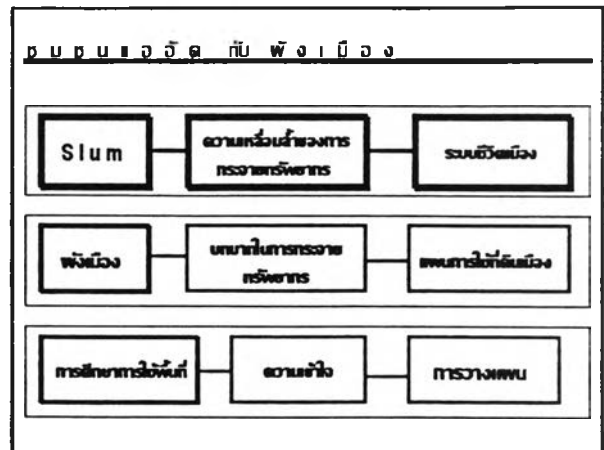 ชุมชนแออัด กับ ผังเมือง
Slum
ความเหลื่อมล้ำของการ
กระจายทรัพยากร
ระบบชีวิตเมือง
ผังเมือง
บทบาทในการกระจาย
ทรัพยากร
แผนการใช้ที่ดินเมือง
การศึกษาการใช้พื้นที่
ความเข้าใจ
การวางแผน